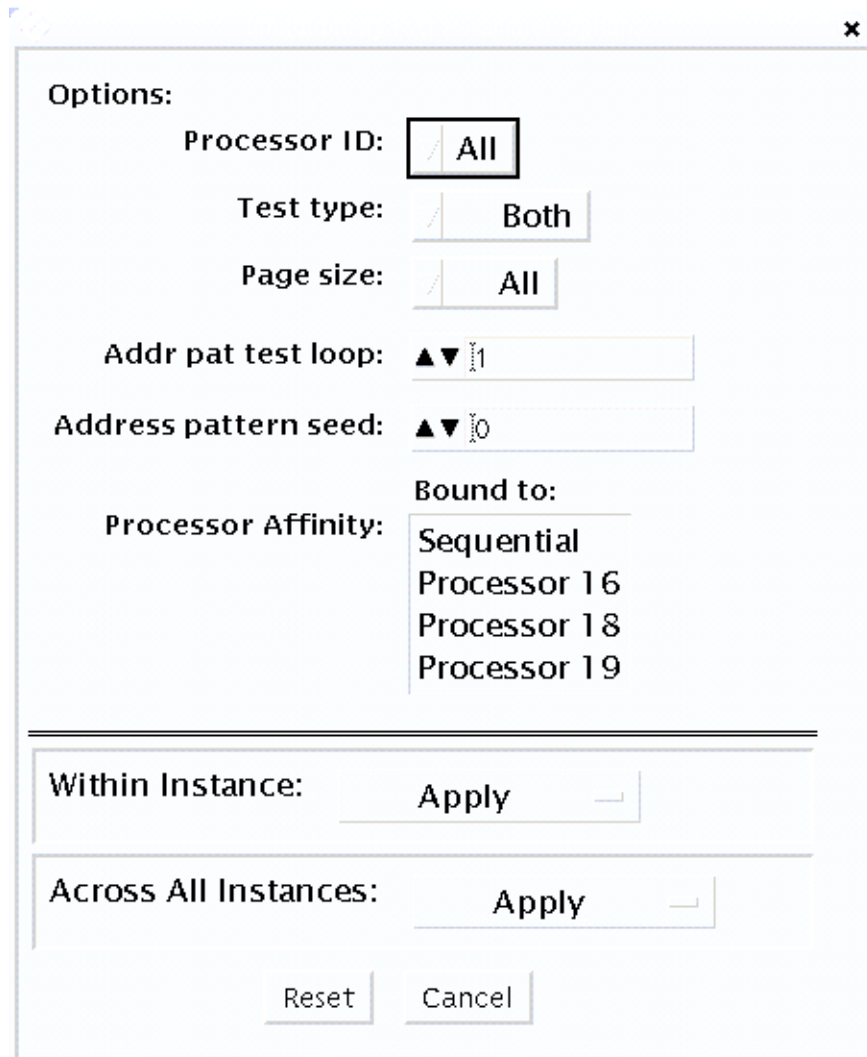 Options:
Processor ID: All
Test type: Both
Page size: All
Addr pat test loop: ▲▼ 1
Address pattern seed: ▲▼ 0
Bound to:
Processor Affinity:
Sequential
Processor 16
Processor 18
Processor 19
Within Instance: Apply
Across All Instances: Apply
Reset Cancel